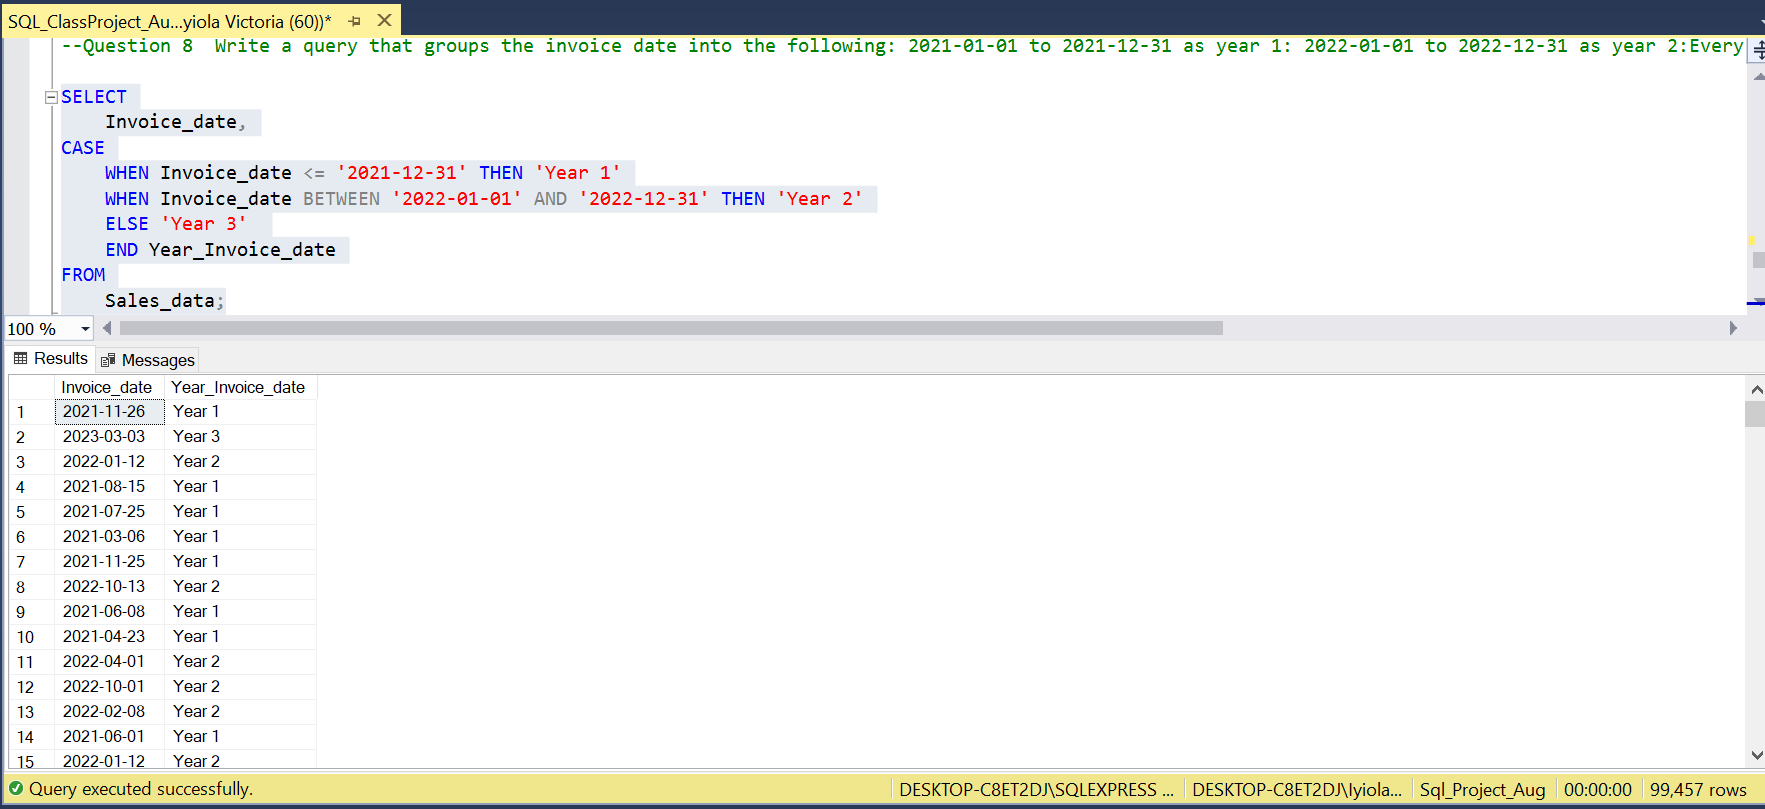 SQL_ClassProject_Au...yiola Victoria (60))*
--Question 8  Write a query that groups the invoice date into the following: 2021-01-01 to 2021-12-31 as year 1: 2022-01-01 to 2022-12-31 as year 2:Every
SELECT
Invoice_date,
CASE
WHEN Invoice_date <= '2021-12-31' THEN 'Year 1'
WHEN Invoice_date BETWEEN '2022-01-01' AND '2022-12-31' THEN 'Year 2'
ELSE 'Year 3'
END Year_Invoice_date
FROM
Sales_data;
100 %
Results Messages
Invoice_date Year_Invoice_date
1 2021-11-26 Year 1
2 2023-03-03 Year 3
3 2022-01-12 Year 2
4 2021-08-15 Year 1
5 2021-07-25 Year 1
6 2021-03-06 Year 1
7 2021-11-25 Year 1
8 2022-10-13 Year 2
9 2021-06-08 Year 1
10 2021-04-23 Year 1
11 2022-04-01 Year 2
12 2022-10-01 Year 2
13 2022-02-08 Year 2
14 2021-06-01 Year 1
15 2022-01-12 Year 2
Query executed successfully. DESKTOP-C8ET2DJ\SQLEXPRESS ... DESKTOP-C8ET2DJ\Iyiola... Sql_Project_Aug 00:00:00 99,457 rows